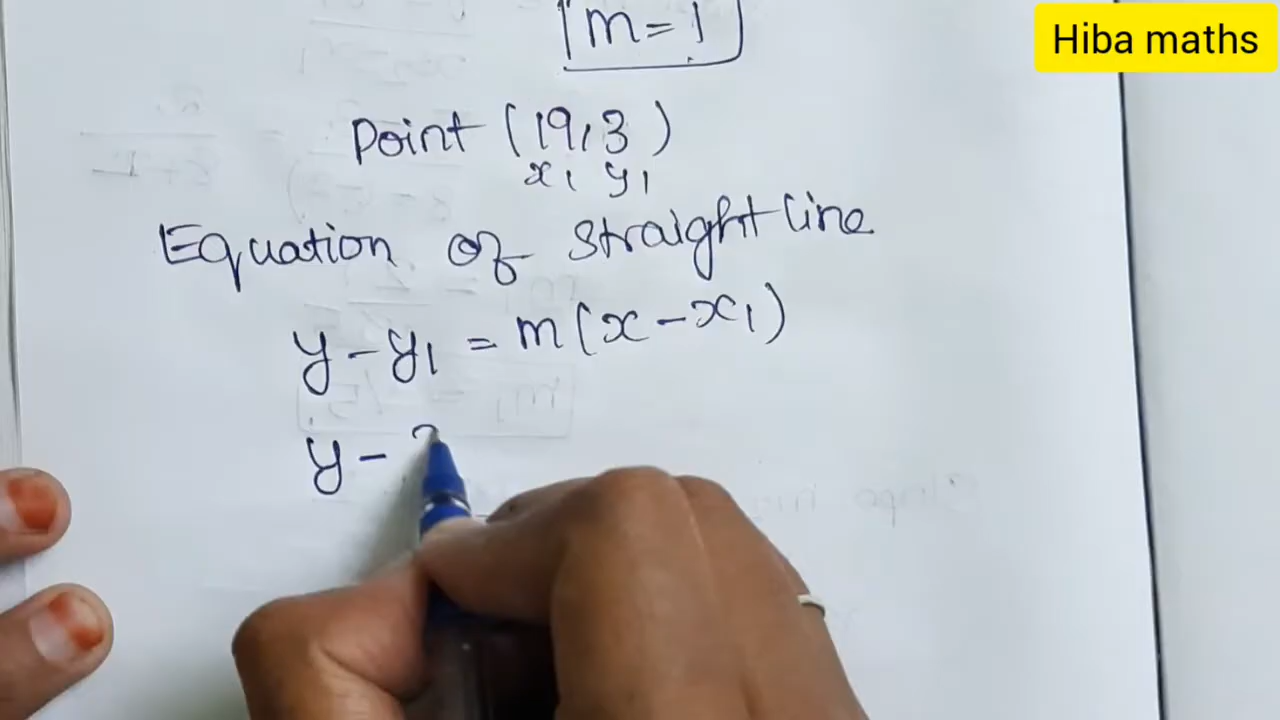 Hiba maths
m = 1
Point (19, 3)
x1 y1
Equation of straight line
y - y1 = m(x - x1)
y -